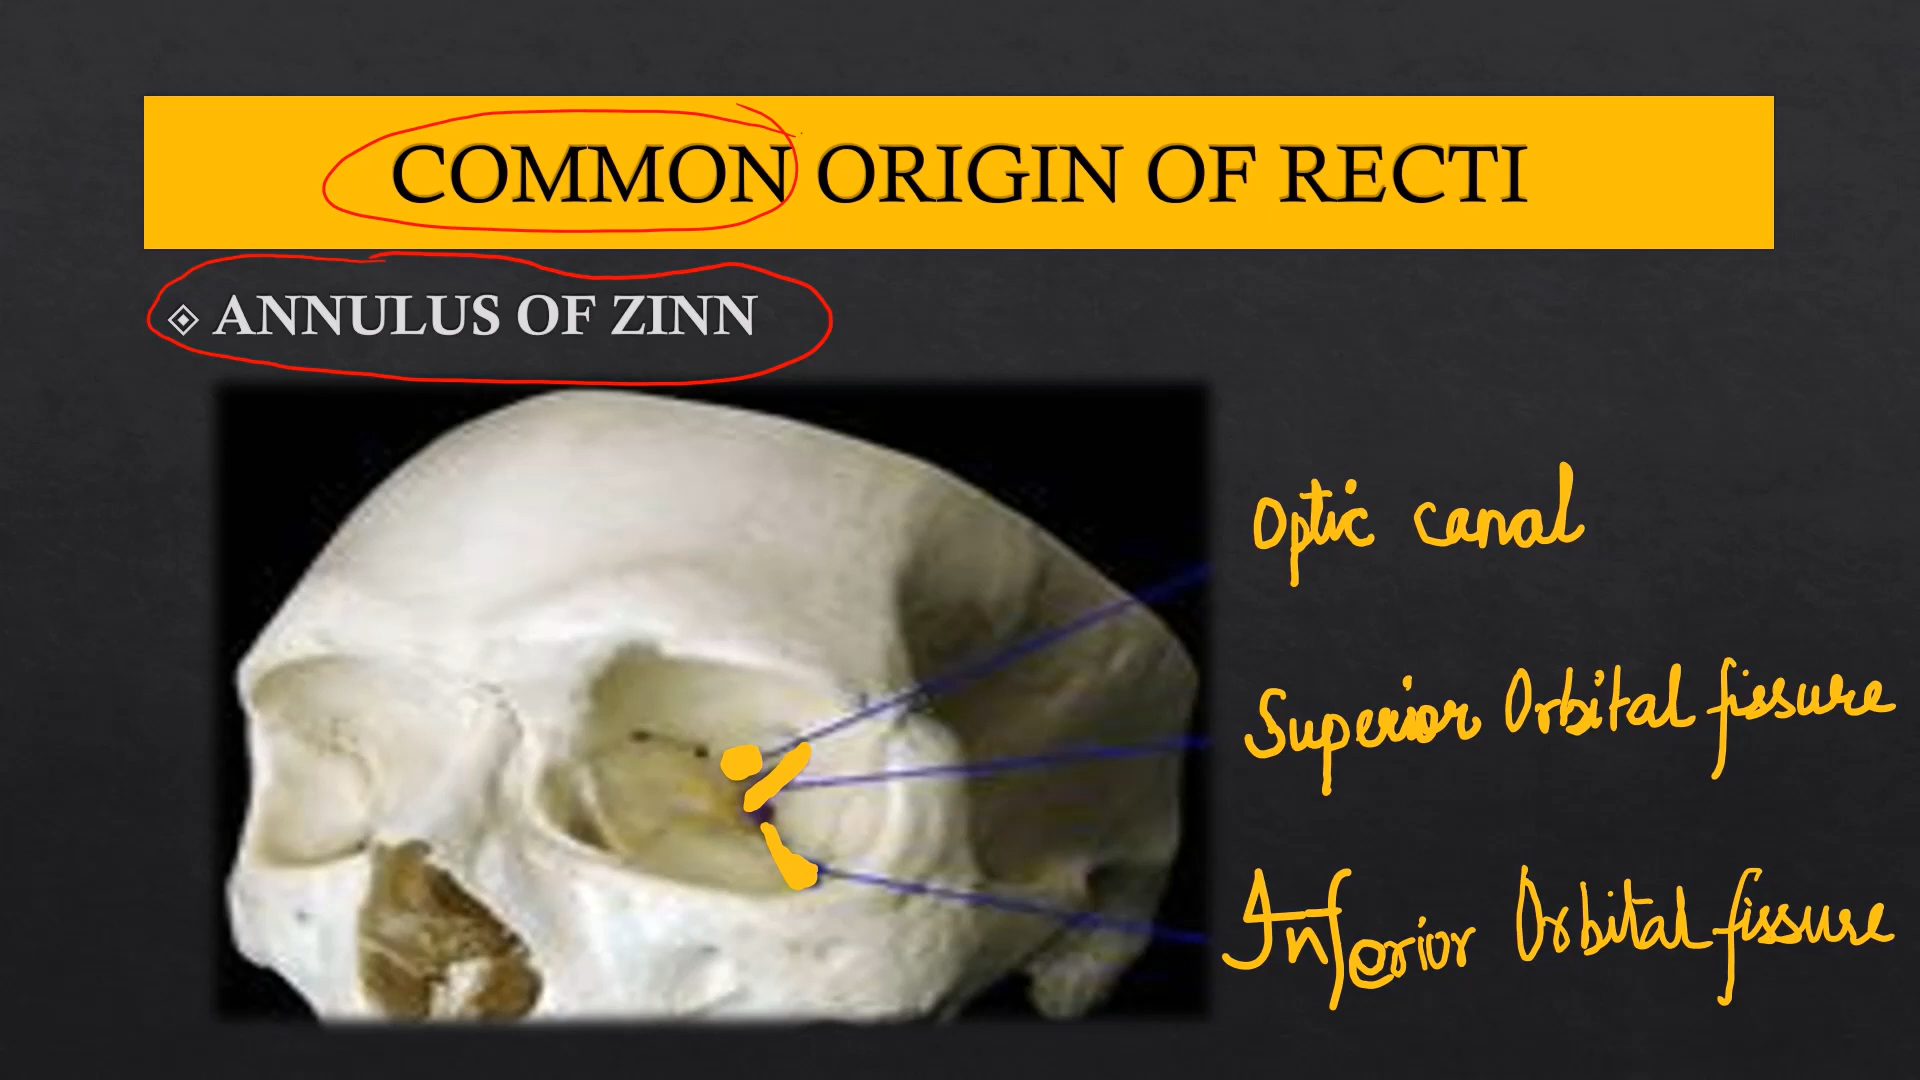 COMMON ORIGIN OF RECTI
ANNULUS OF ZINN
Optic canal
Superior Orbital fissure
Inferior Orbital fissure